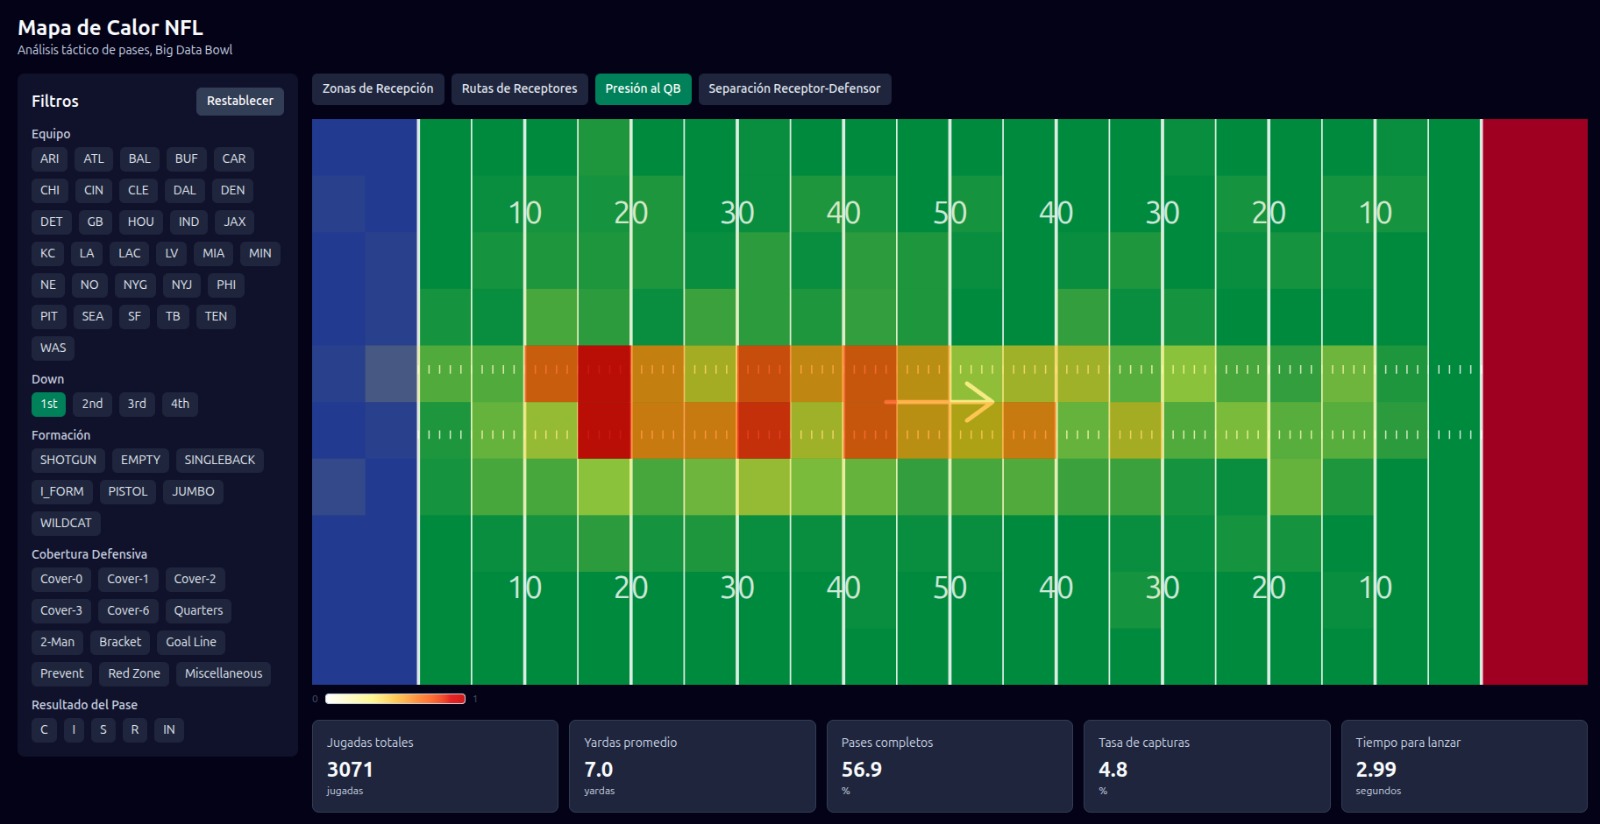 Mapa de Calor NFL
Análisis táctico de pases, Big Data Bowl
Filtros
Restablecer
Equipo
ARI ATL BAL BUF CAR
CHI CIN CLE DAL DEN
DET GB HOU IND JAX
KC LA LAC LV MIA MIN
NE NO NYG NYJ PHI
PIT SEA SF TB TEN
WAS
Down
1st 2nd 3rd 4th
Formación
SHOTGUN EMPTY SINGLEBACK
I_FORM PISTOL JUMBO
WILDCAT
Cobertura Defensiva
Cover-0 Cover-1 Cover-2
Cover-3 Cover-6 Quarters
2-Man Bracket Goal Line
Prevent Red Zone Miscellaneous
Resultado del Pase
C I S R IN
Zonas de Recepción Rutas de Receptores Presión al QB Separación Receptor-Defensor
10 20 30 40 50 40 30 20 10
10 20 30 40 50 40 30 20 10
0 1
Jugadas totales
3071
jugadas
Yardas promedio
7.0
yardas
Pases completos
56.9
%
Tasa de capturas
4.8
%
Tiempo para lanzar
2.99
segundos